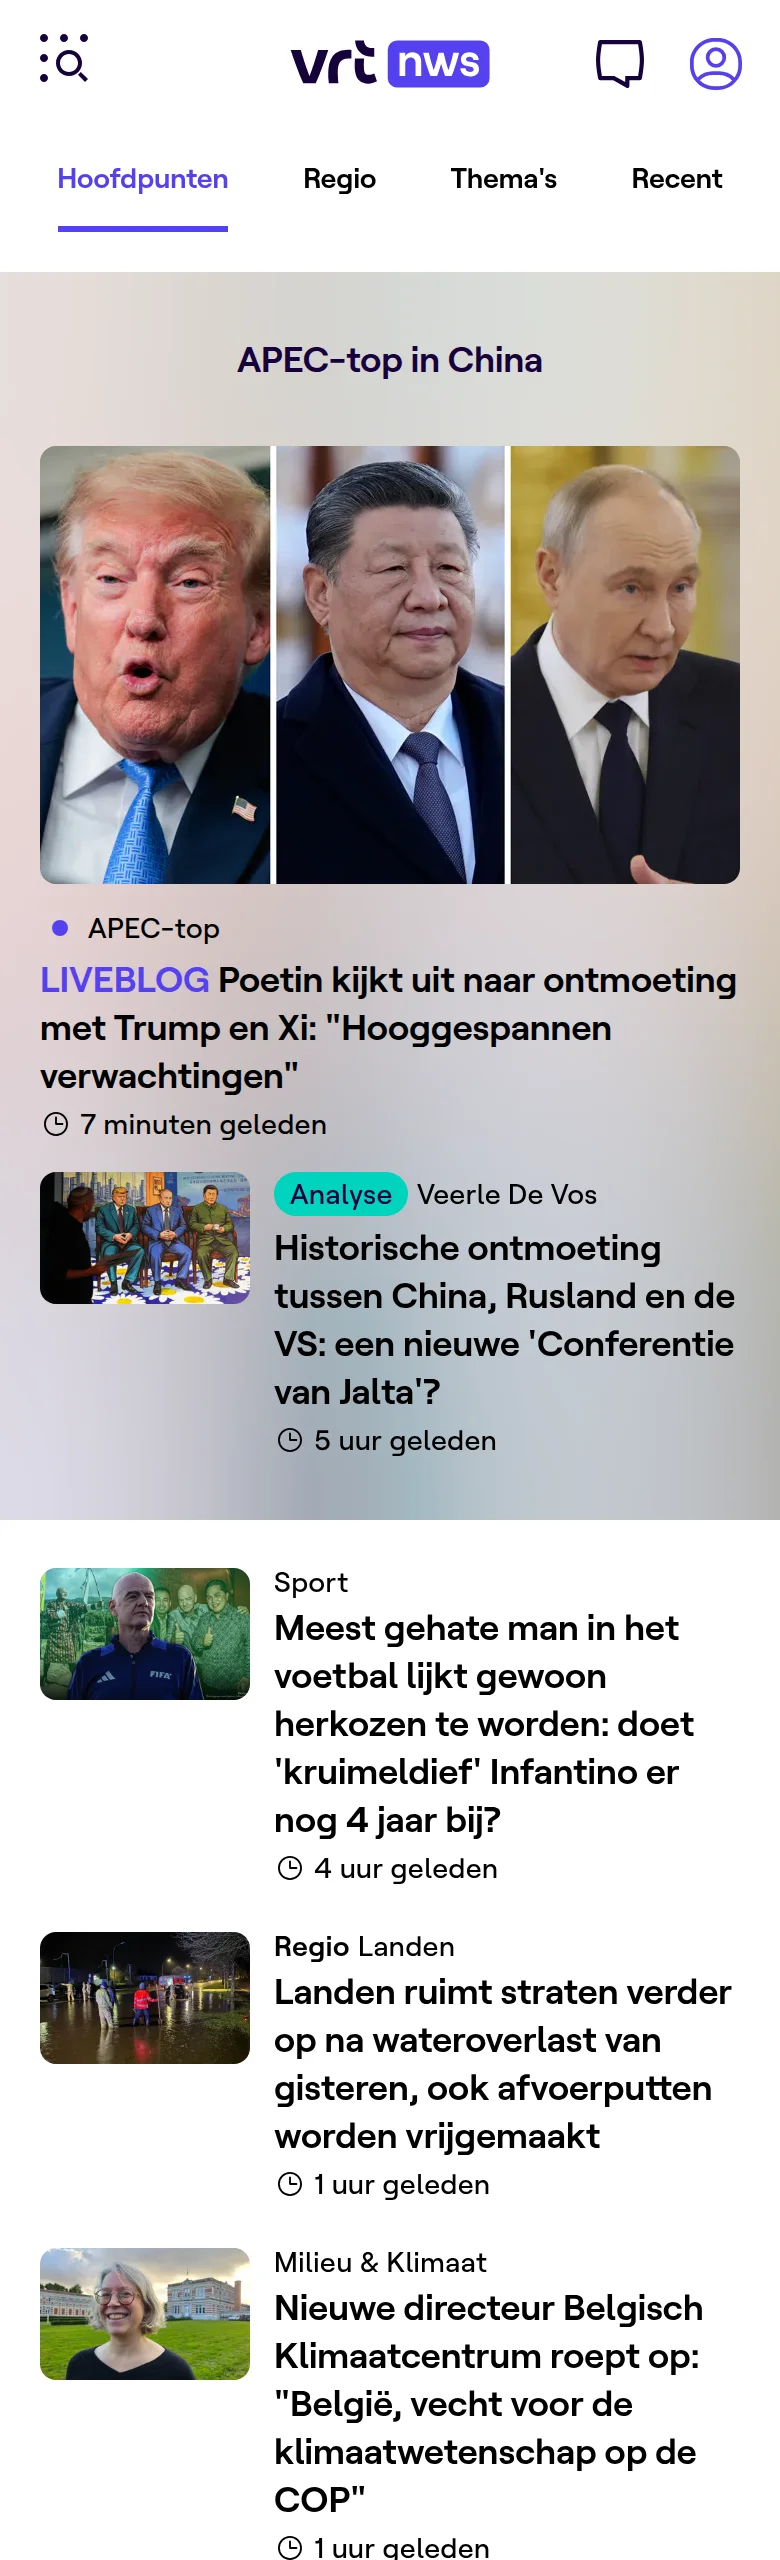 vrt nws
Hoofdpunten Regio Thema's Recent
APEC-top in China
APEC-top
LIVEBLOG Poetin kijkt uit naar ontmoeting
met Trump en Xi: "Hooggespannen
verwachtingen"
7 minuten geleden
Analyse Veerle De Vos
Historische ontmoeting
tussen China, Rusland en de
VS: een nieuwe 'Conferentie
van Jalta'?
5 uur geleden
FIFA
Sport
Meest gehate man in het
voetbal lijkt gewoon
herkozen te worden: doet
'kruimeldief' Infantino er
nog 4 jaar bij?
4 uur geleden
Regio Landen
Landen ruimt straten verder
op na wateroverlast van
gisteren, ook afvoerputten
worden vrijgemaakt
1 uur geleden
Milieu & Klimaat
Nieuwe directeur Belgisch
Klimaatcentrum roept op:
"België, vecht voor de
klimaatwetenschap op de
COP"
1 uur geleden